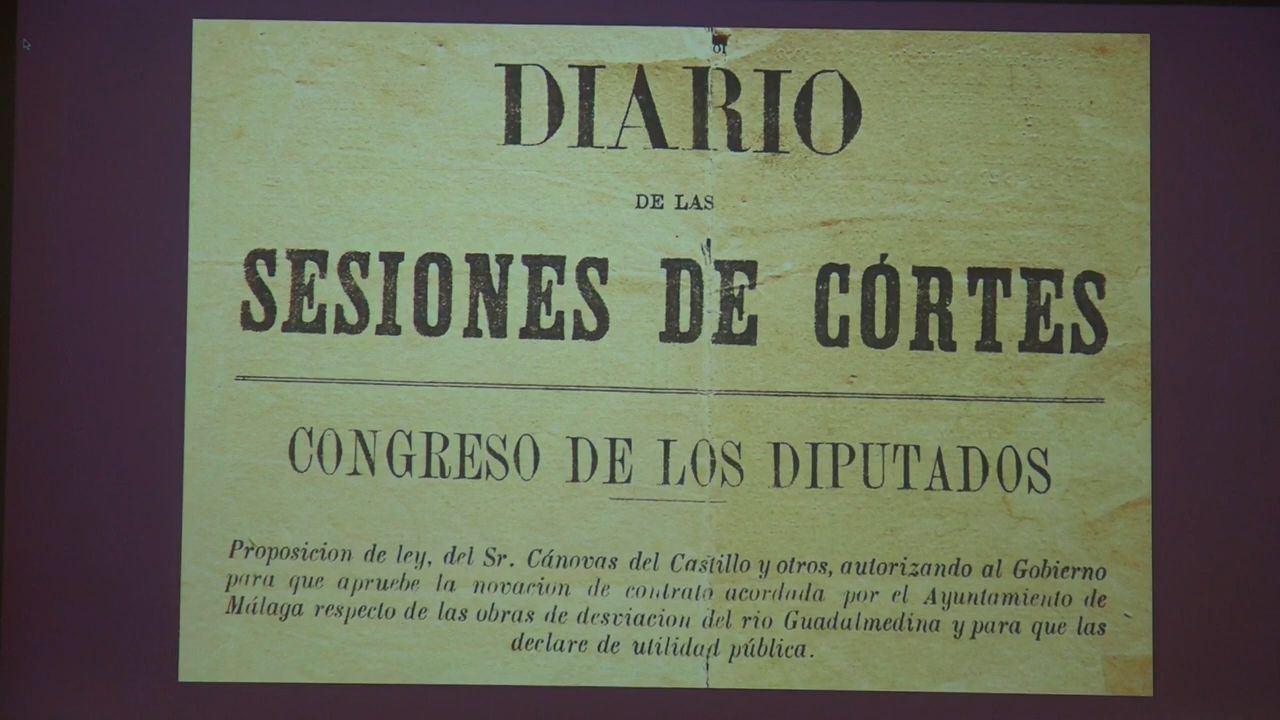 DIARIO
DE LAS
SESIONES DE CÓRTES
CONGRESO DE LOS DIPUTADOS
Proposicion de ley, del Sr. Cánovas del Castillo y otros, autorizando al Gobierno
para que apruebe la novacion de contrato acordada por el Ayuntamiento de
Málaga respecto de las obras de desviacion del rio Guadalmedina y para que las
declare de utilidad pública.